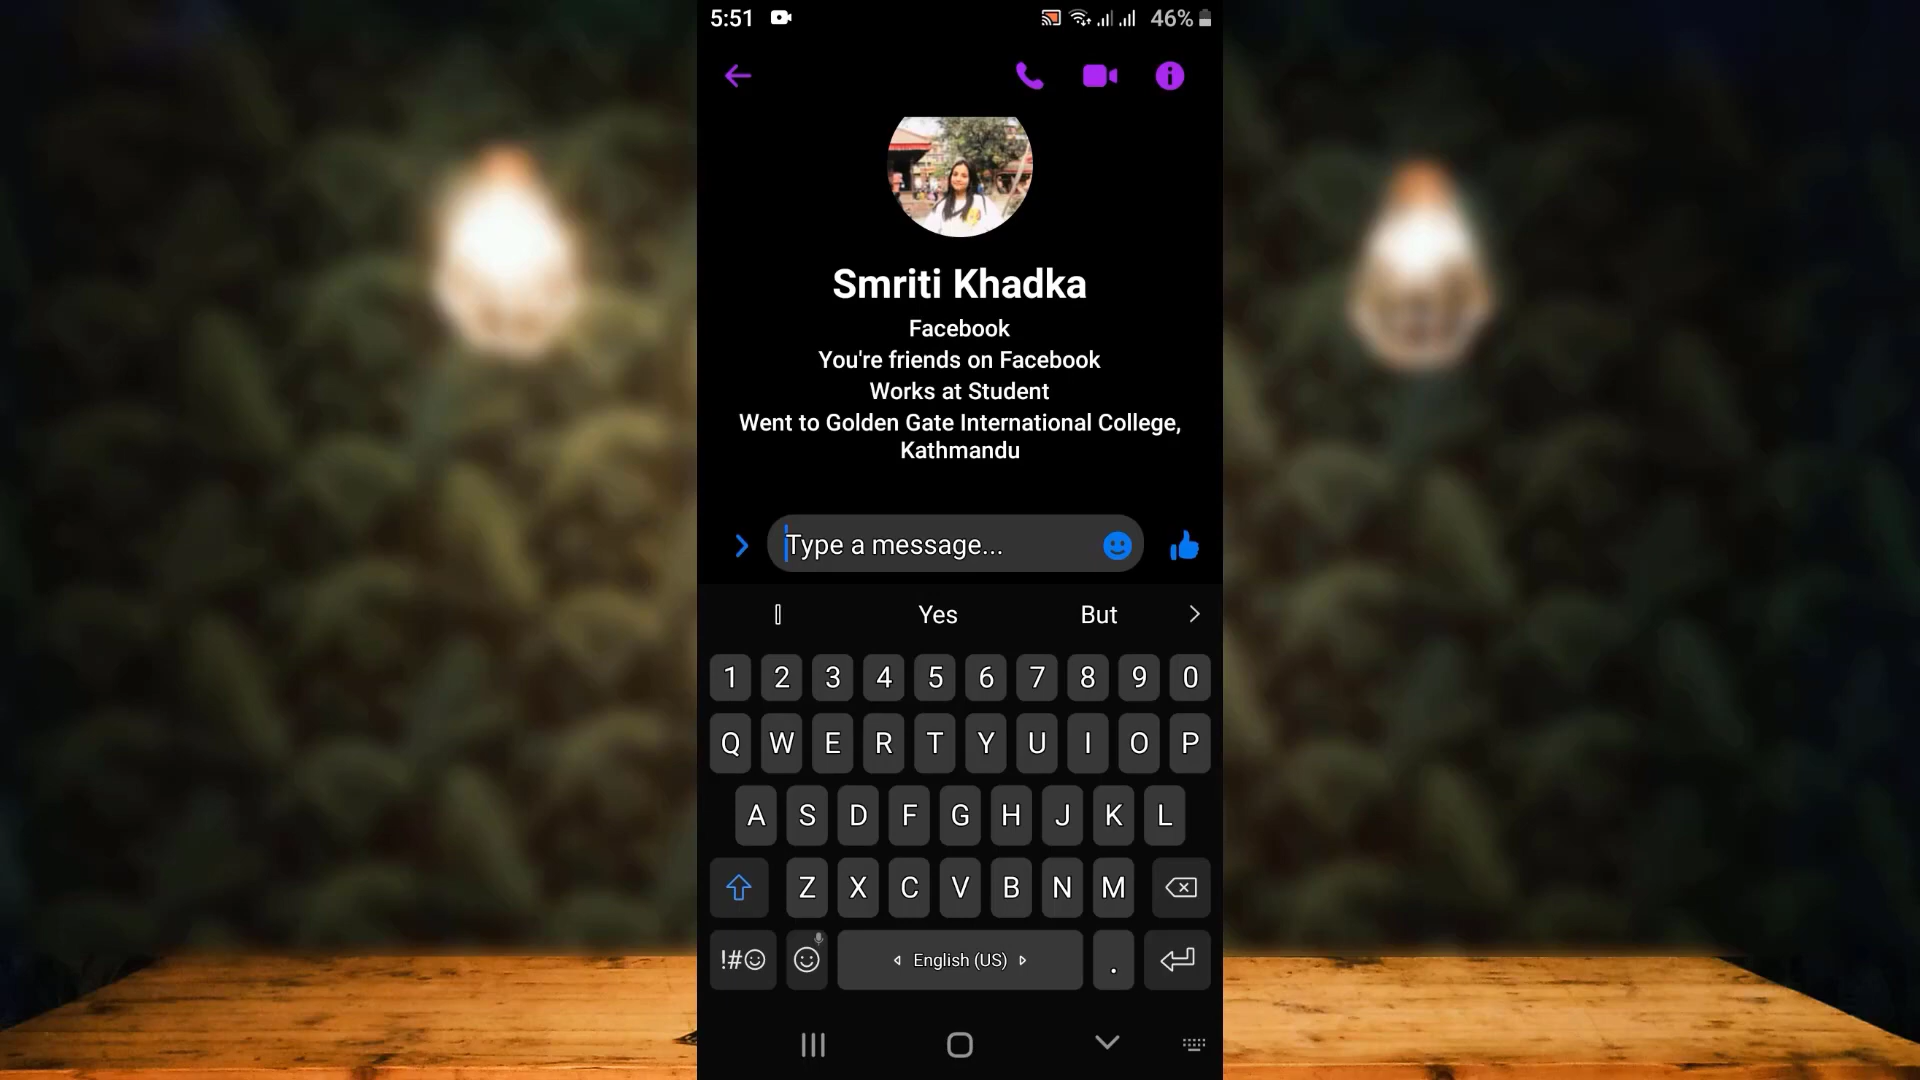 5:51 46%
Smriti Khadka
Facebook
You're friends on Facebook
Works at Student
Went to Golden Gate International College,
Kathmandu
Type a message...
Yes But
1 2 3 4 5 6 7 8 9 0
Q W E R T Y U I O P
A S D F G H J K L
Z X C V B N M
!#☺ English (US) .